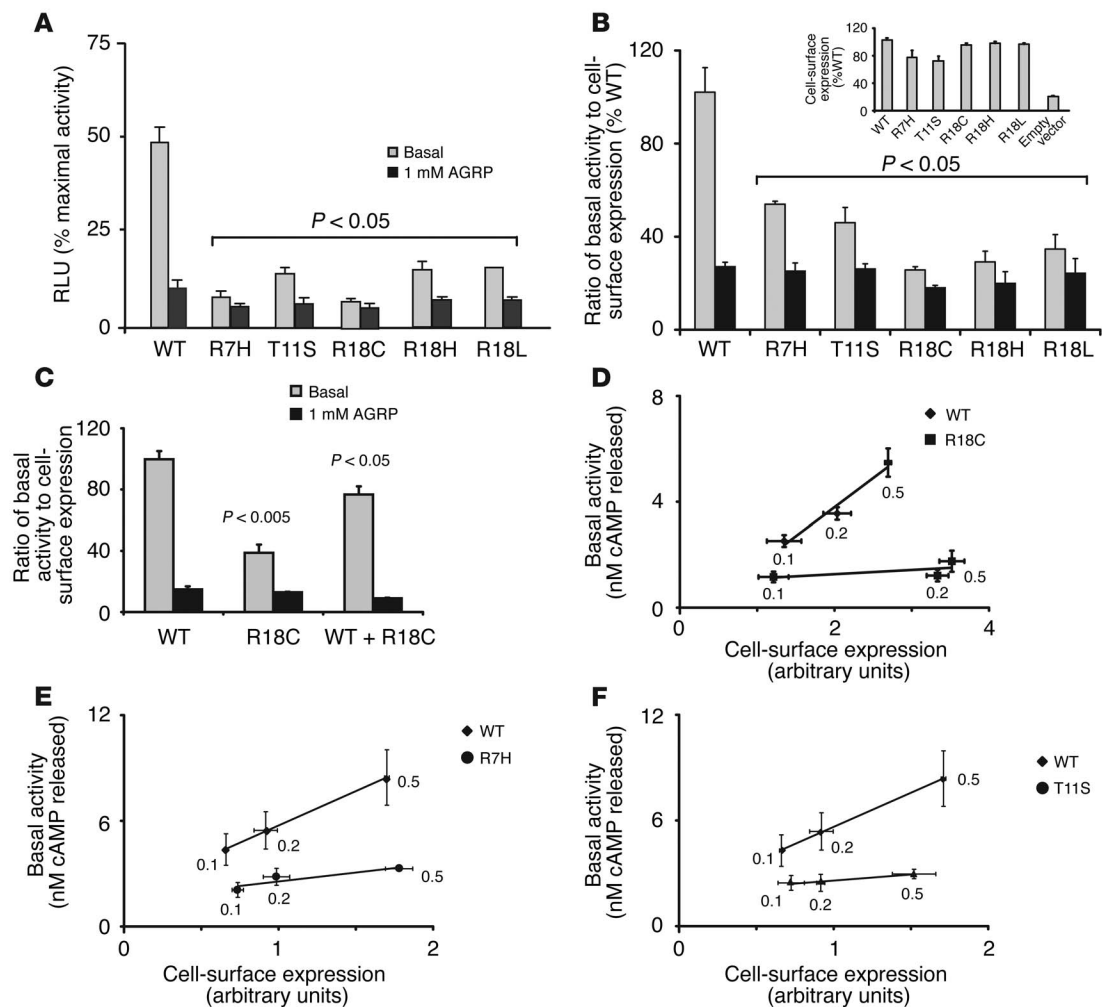 A
RLU (% maximal activity)
75
50
25
0
Basal
1 mM AGRP
P < 0.05
WT R7H T11S R18C R18H R18L
B
Ratio of basal activity to cell-
surface expression (% WT)
120
80
40
0
Cell-surface
expression
(%WT)
120
80
40
0
WT
R7H
T11S
R18C
R18H
R18L
Empty
vector
P < 0.05
WT R7H T11S R18C R18H R18L
C
Ratio of basal
activity to cell-
surface expression
120
80
40
0
Basal
1 mM AGRP
P < 0.005
P < 0.05
WT R18C WT + R18C
D
Basal activity
(nM cAMP released)
8
4
0
WT
R18C
0.5
0.2
0.1
0.1
0.2
0.5
0 2 4
Cell-surface expression
(arbitrary units)
E
Basal activity
(nM cAMP released)
12
6
0
WT
R7H
0.5
0.2
0.1
0.1
0.2
0.5
0 1 2
Cell-surface expression
(arbitrary units)
F
Basal activity
(nM cAMP released)
12
6
0
WT
T11S
0.5
0.2
0.1
0.1
0.2
0.5
0 1 2
Cell-surface expression
(arbitrary units)